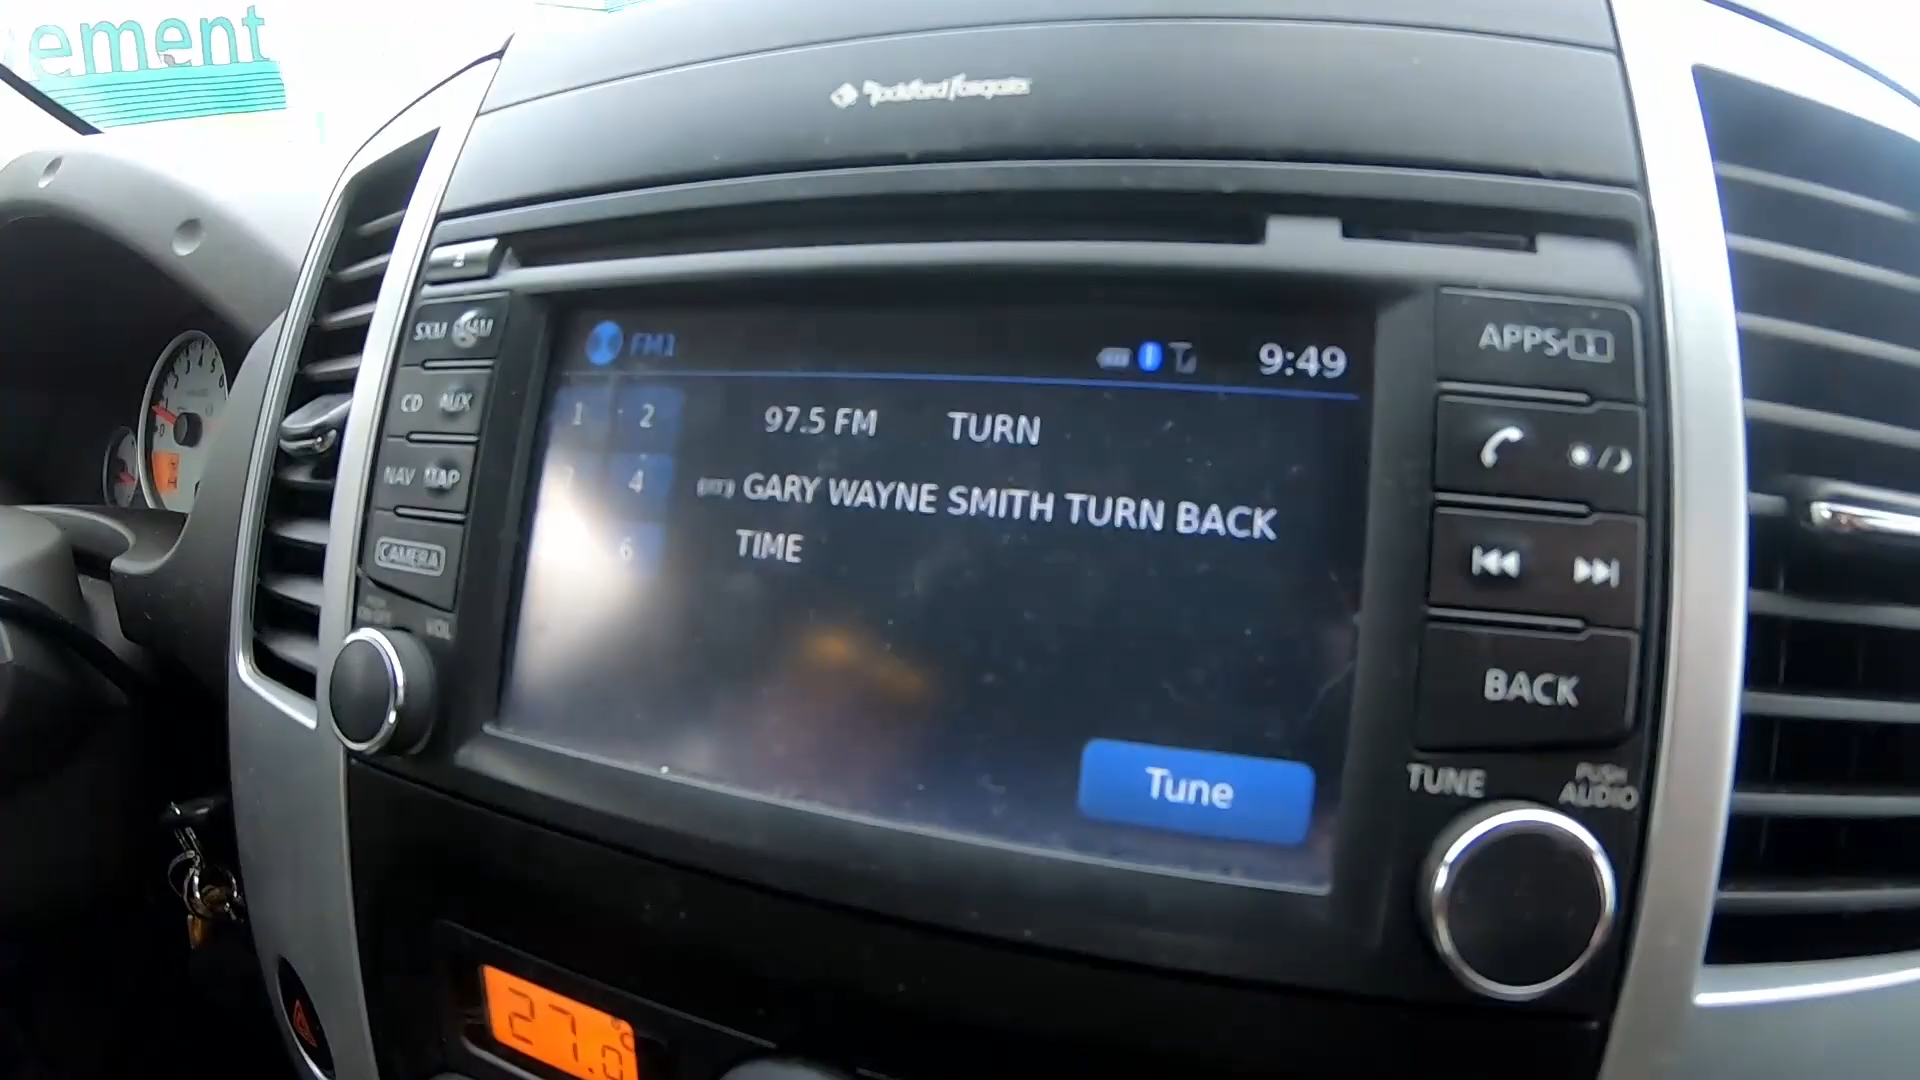 ement
Rockford Fosgate
SXM
CD AUX
NAV MAP
CAMERA
VOL
FM1
9:49
1 2
4
6
97.5 FM TURN
GARY WAYNE SMITH TURN BACK
TIME
Tune
APPS
BACK
TUNE
PUSH
AUDIO
27.0